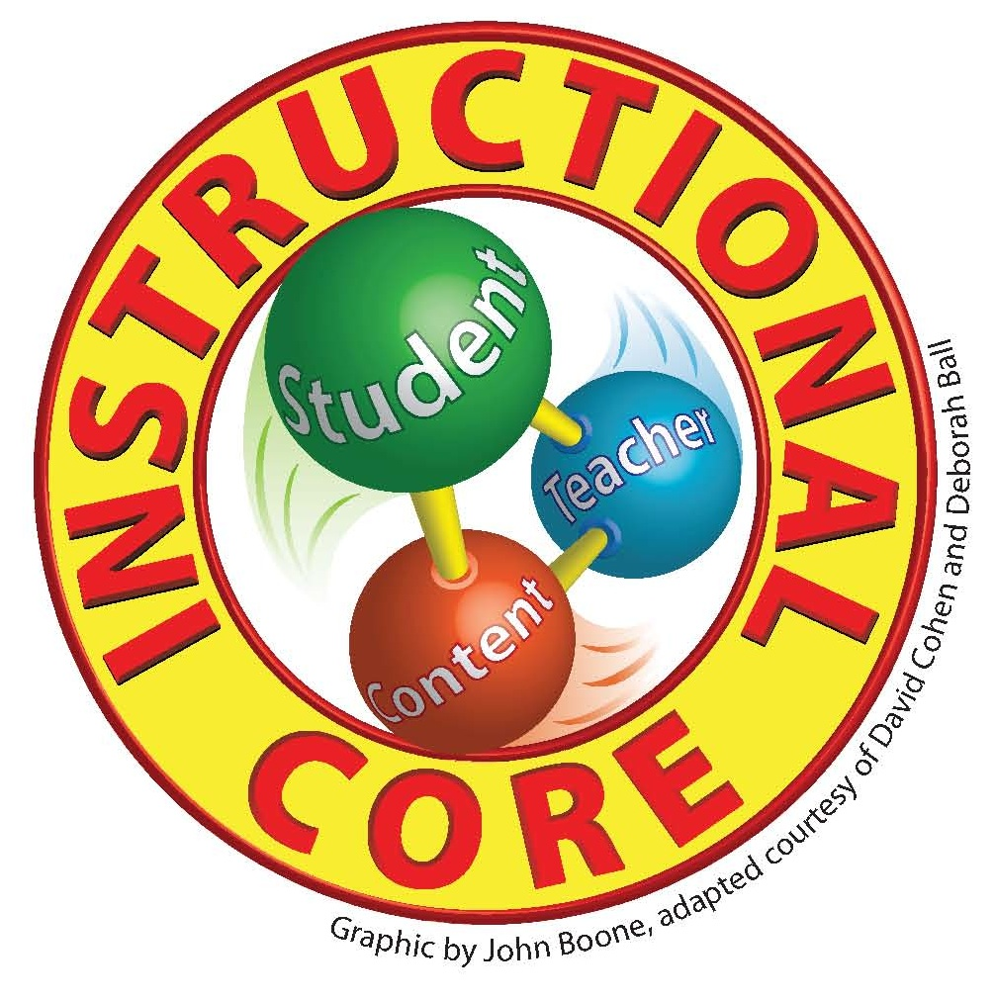 INSTRUCTIONAL
CORE
Student
Teacher
Content
Graphic by John Boone, adapted courtesy of David Cohen and Deborah Ball